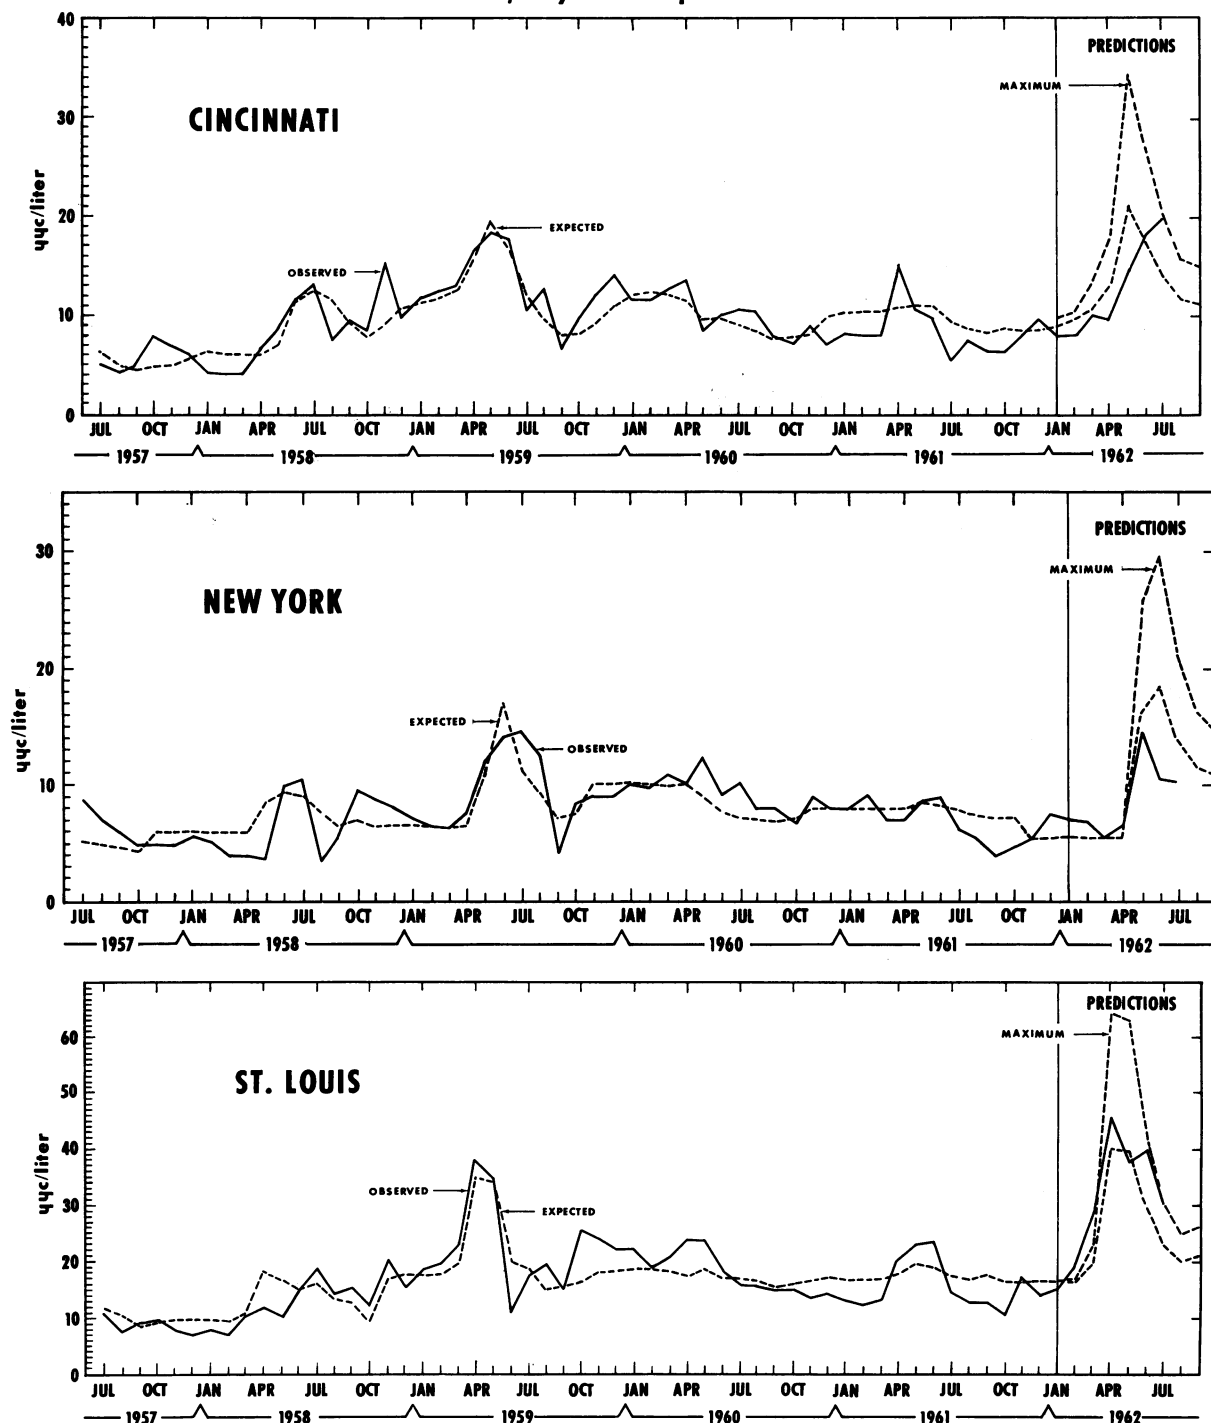 40
PREDICTIONS
MAXIMUM
30
CINCINNATI
yyc/liter
20
EXPECTED
OBSERVED
10
0
JUL OCT JAN APR JUL OCT JAN APR JUL OCT JAN APR JUL OCT JAN APR JUL OCT JAN APR JUL
1957 1958 1959 1960 1961 1962
PREDICTIONS
30
MAXIMUM
NEW YORK
20
yyc/liter
EXPECTED
OBSERVED
10
0
JUL OCT JAN APR JUL OCT JAN APR JUL OCT JAN APR JUL OCT JAN APR JUL OCT JAN APR JUL
1957 1958 1960 1961 1962
PREDICTIONS
60
MAXIMUM
ST. LOUIS
50
40
yyc/liter
OBSERVED
30
EXPECTED
20
10
0
JUL OCT JAN APR JUL OCT JAN APR JUL OCT JAN APR JUL OCT JAN APR JUL OCT JAN APR JUL
1957 1958 1959 1960 1961 1962